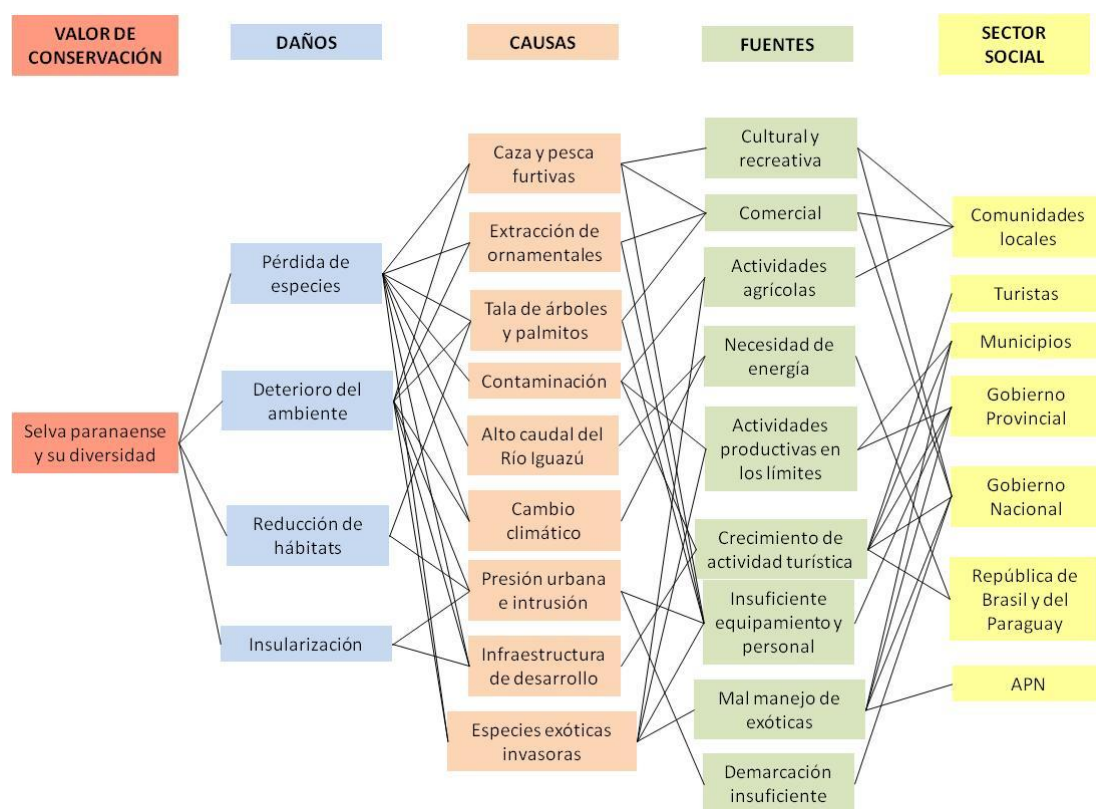 VALOR DE
CONSERVACIÓN
DAÑOS
CAUSAS
FUENTES
SECTOR
SOCIAL
Selva paranaense
y su diversidad
Pérdida de
especies
Deterioro del
ambiente
Reducción de
hábitats
Insularización
Caza y pesca
furtivas
Extracción de
ornamentales
Tala de árboles
y palmitos
Contaminación
Alto caudal del
Río Iguazú
Cambio
climático
Presión urbana
e intrusión
Infraestructura
de desarrollo
Especies exóticas
invasoras
Cultural y
recreativa
Comercial
Actividades
agrícolas
Necesidad de
energía
Actividades
productivas en
los límites
Crecimiento de
actividad turística
Insuficiente
equipamiento y
personal
Mal manejo de
exóticas
Demarcación
insuficiente
Comunidades
locales
Turistas
Municipios
Gobierno
Provincial
Gobierno
Nacional
República de
Brasil y del
Paraguay
APN